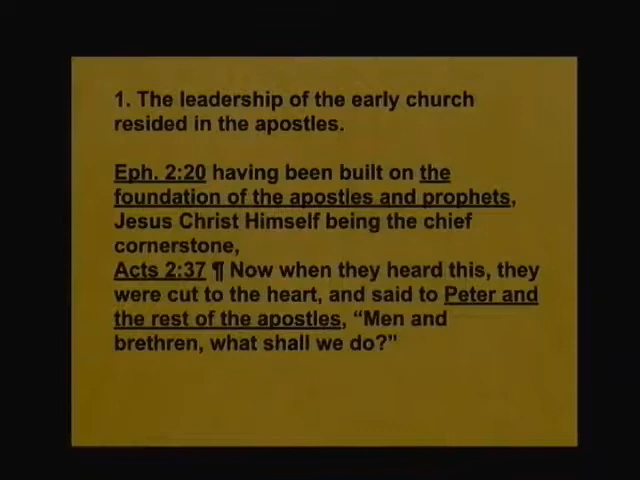 1. The leadership of the early church
resided in the apostles.
Eph. 2:20 having been built on the
foundation of the apostles and prophets,
Jesus Christ Himself being the chief
cornerstone,
Acts 2:37 ¶ Now when they heard this, they
were cut to the heart, and said to Peter and
the rest of the apostles, “Men and
brethren, what shall we do?”